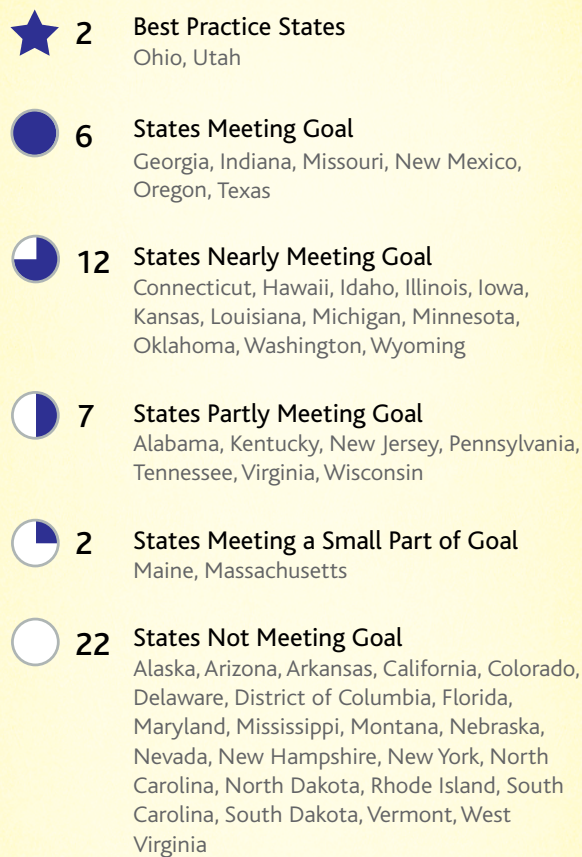 2 Best Practice States
Ohio, Utah
6 States Meeting Goal
Georgia, Indiana, Missouri, New Mexico,
Oregon, Texas
12 States Nearly Meeting Goal
Connecticut, Hawaii, Idaho, Illinois, Iowa,
Kansas, Louisiana, Michigan, Minnesota,
Oklahoma, Washington, Wyoming
7 States Partly Meeting Goal
Alabama, Kentucky, New Jersey, Pennsylvania,
Tennessee, Virginia, Wisconsin
2 States Meeting a Small Part of Goal
Maine, Massachusetts
22 States Not Meeting Goal
Alaska, Arizona, Arkansas, California, Colorado,
Delaware, District of Columbia, Florida,
Maryland, Mississippi, Montana, Nebraska,
Nevada, New Hampshire, New York, North
Carolina, North Dakota, Rhode Island, South
Carolina, South Dakota, Vermont, West
Virginia